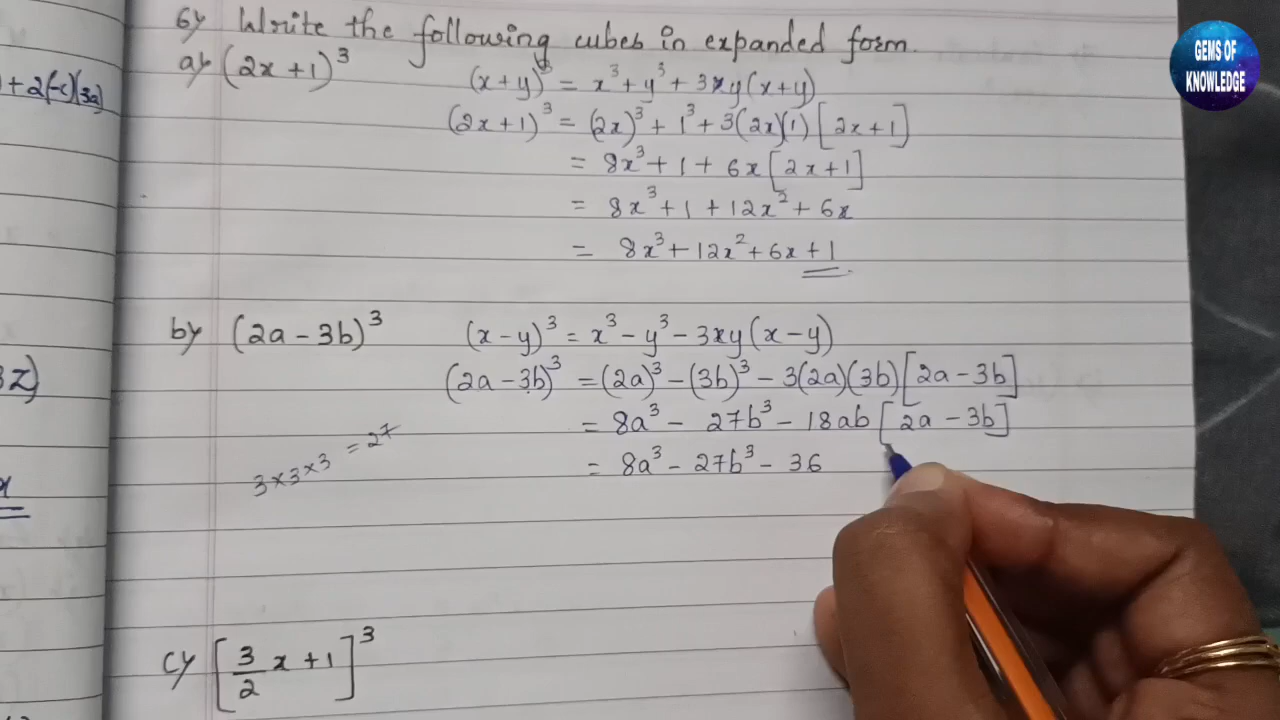 6) Write the following cubes in expanded form.
a) (2x + 1)³
(x + y)³ = x³ + y³ + 3xy(x + y)
(2x + 1)³ = (2x)³ + 1³ + 3(2x)(1) [2x + 1]
= 8x³ + 1 + 6x [2x + 1]
= 8x³ + 1 + 12x² + 6x
= 8x³ + 12x² + 6x + 1
b) (2a - 3b)³
(x - y)³ = x³ - y³ - 3xy(x - y)
(2a - 3b)³ = (2a)³ - (3b)³ - 3(2a)(3b) [2a - 3b]
= 8a³ - 27b³ - 18ab [2a - 3b]
= 8a³ - 27b³ - 36
3 × 3 × 3 = 27
c) [3/2 x + 1]³
+ 2(-c)(3a)
z)
x
GEMS OF
KNOWLEDGE